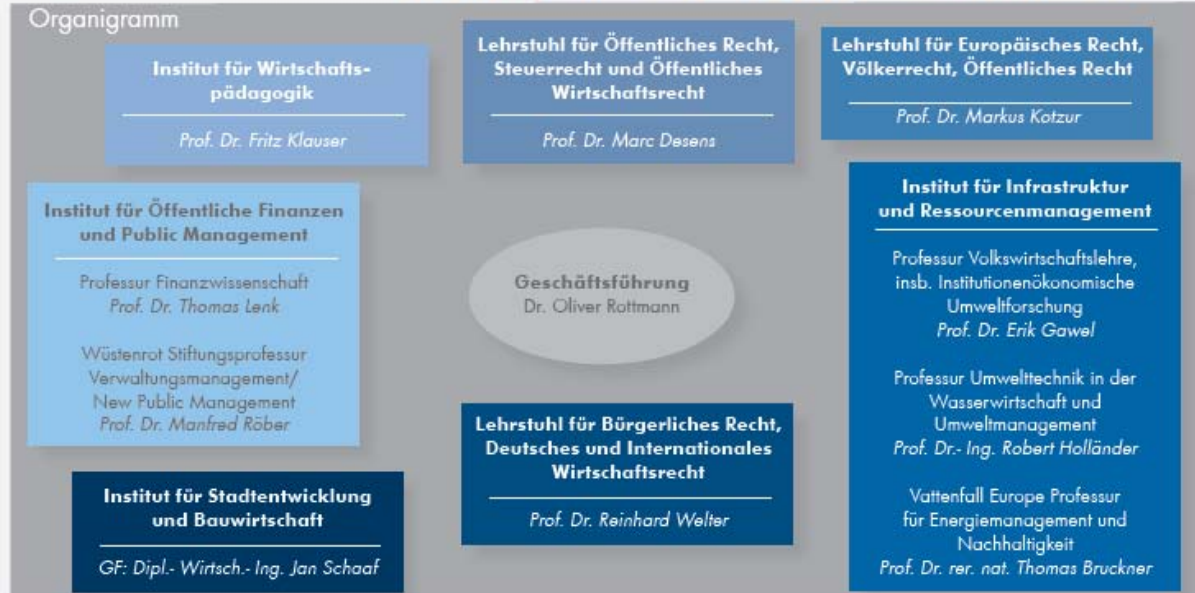 Organigramm
Institut für Wirtschafts-
pädagogik
Prof. Dr. Fritz Klauser
Lehrstuhl für Öffentliches Recht,
Steuerrecht und Öffentliches
Wirtschaftsrecht
Prof. Dr. Marc Desens
Lehrstuhl für Europäisches Recht,
Völkerrecht, Öffentliches Recht
Prof. Dr. Markus Kotzur
Institut für Öffentliche Finanzen
und Public Management
Professur Finanzwissenschaft
Prof. Dr. Thomas Lenk
Wüstenrot Stiftungsprofessur
Verwaltungsmanagement/
New Public Management
Prof. Dr. Manfred Röber
Geschäftsführung
Dr. Oliver Rottmann
Institut für Infrastruktur
und Ressourcenmanagement
Professur Volkswirtschaftslehre,
insb. Institutionenökonomische
Umweltforschung
Prof. Dr. Erik Gawel
Professur Umwelttechnik in der
Wasserwirtschaft und
Umweltmanagement
Prof. Dr.- Ing. Robert Holländer
Vattenfall Europe Professur
für Energiemanagement und
Nachhaltigkeit
Prof. Dr. rer. nat. Thomas Bruckner
Institut für Stadtentwicklung
und Bauwirtschaft
GF: Dipl.- Wirtsch.- Ing. Jan Schaaf
Lehrstuhl für Bürgerliches Recht,
Deutsches und Internationales
Wirtschaftsrecht
Prof. Dr. Reinhard Welter